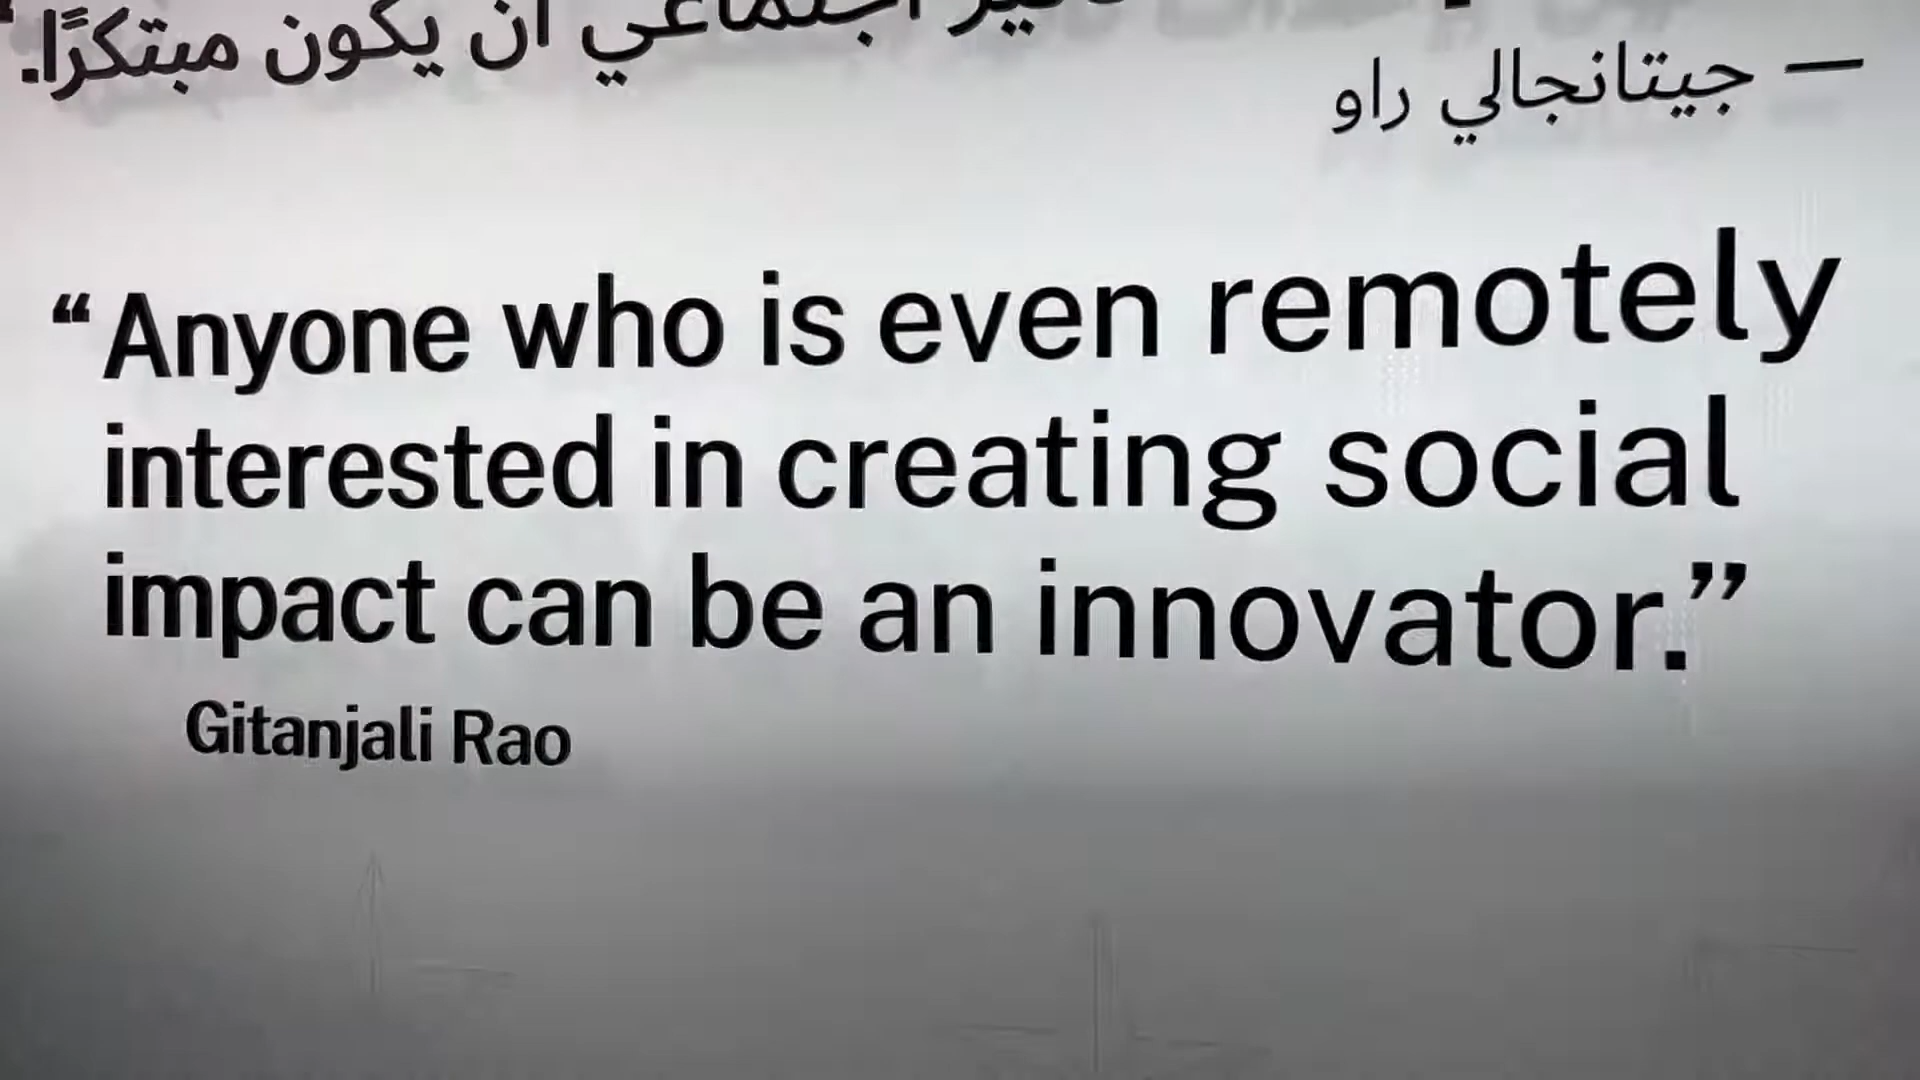 اجتماعي أن يكون مبتكرًا.
— جيتانجالي راو
“Anyone who is even remotely
interested in creating social
impact can be an innovator.”
Gitanjali Rao